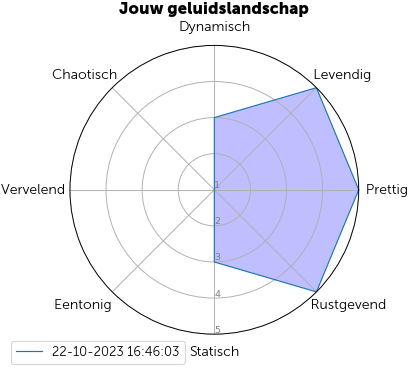 Jouw geluidslandschap
Dynamisch
Chaotisch
Levendig
Vervelend
Prettig
1
2
3
4
5
Eentonig
Rustgevend
22-10-2023 16:46:03
Statisch